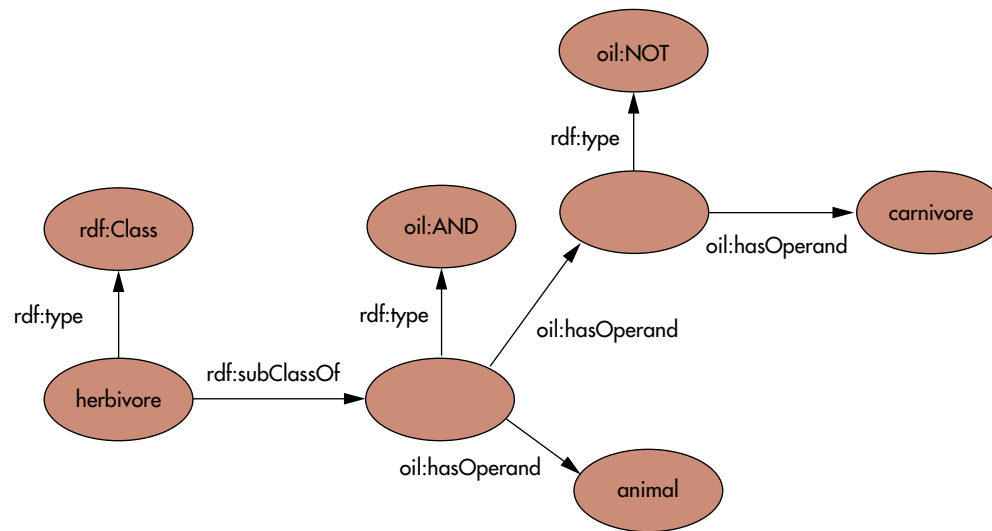 oil:NOT
rdf:type
rdf:Class
oil:AND
carnivore
oil:hasOperand
rdf:type
rdf:type
oil:hasOperand
rdf:subClassOf
herbivore
oil:hasOperand
animal